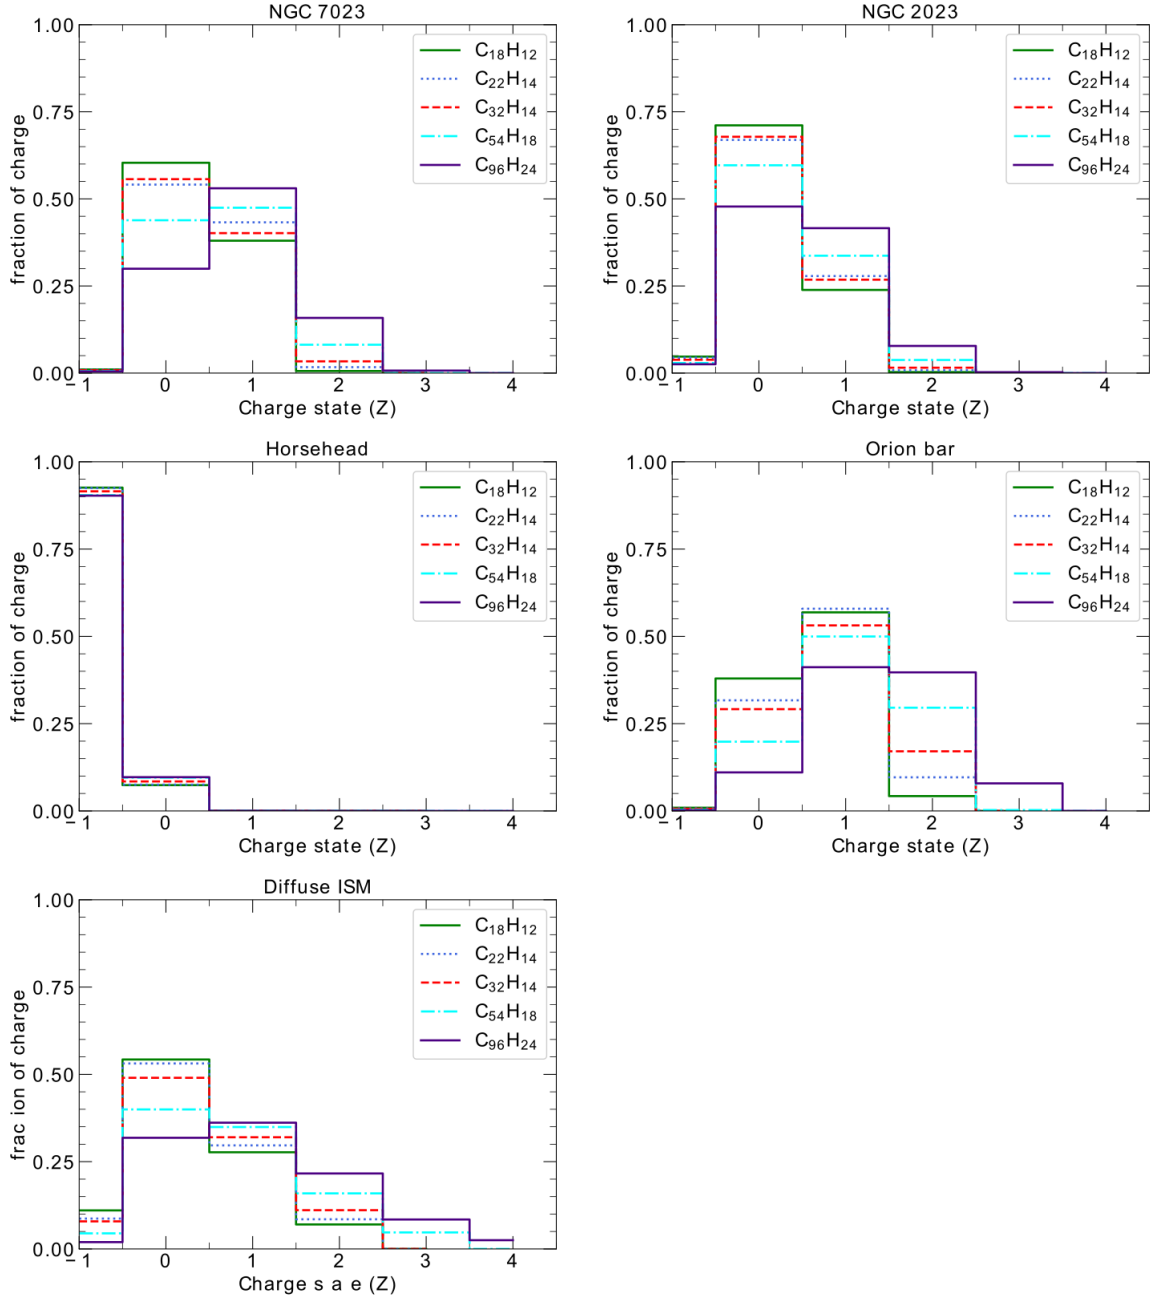 NGC 7023
1.00
0.75
0.50
0.25
0.00
fraction of charge
−1 0 1 2 3 4
Charge state (Z)
C18H12
C22H14
C32H14
C54H18
C96H24
NGC 2023
1.00
0.75
0.50
0.25
0.00
fraction of charge
−1 0 1 2 3 4
Charge state (Z)
C18H12
C22H14
C32H14
C54H18
C96H24
Horsehead
1.00
0.75
0.50
0.25
0.00
fraction of charge
−1 0 1 2 3 4
Charge state (Z)
C18H12
C22H14
C32H14
C54H18
C96H24
Orion bar
1.00
0.75
0.50
0.25
0.00
fraction of charge
−1 0 1 2 3 4
Charge state (Z)
C18H12
C22H14
C32H14
C54H18
C96H24
Diffuse ISM
1.00
0.75
0.50
0.25
0.00
frac ion of charge
−1 0 1 2 3 4
Charge s a e (Z)
C18H12
C22H14
C32H14
C54H18
C96H24